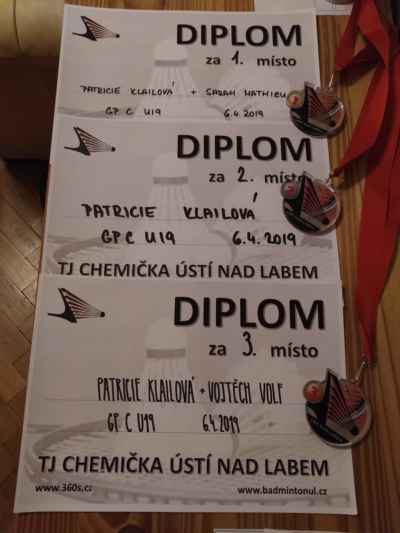 DIPLOM
za 1. místo
PATRICIE KLAILOVÁ + SARAH MATHIEU
GP C U19 6.4.2019
DIPLOM
za 2. místo
PATRICIE KLAILOVÁ
GP C U19 6.4.2019
TJ CHEMIČKA ÚSTÍ NAD LABEM
DIPLOM
za 3. místo
PATRICIE KLAILOVÁ + VOJTĚCH VOLF
GP C U19 6.4.2019
TJ CHEMIČKA ÚSTÍ NAD LABEM
www.360s.cz www.badmintonul.cz